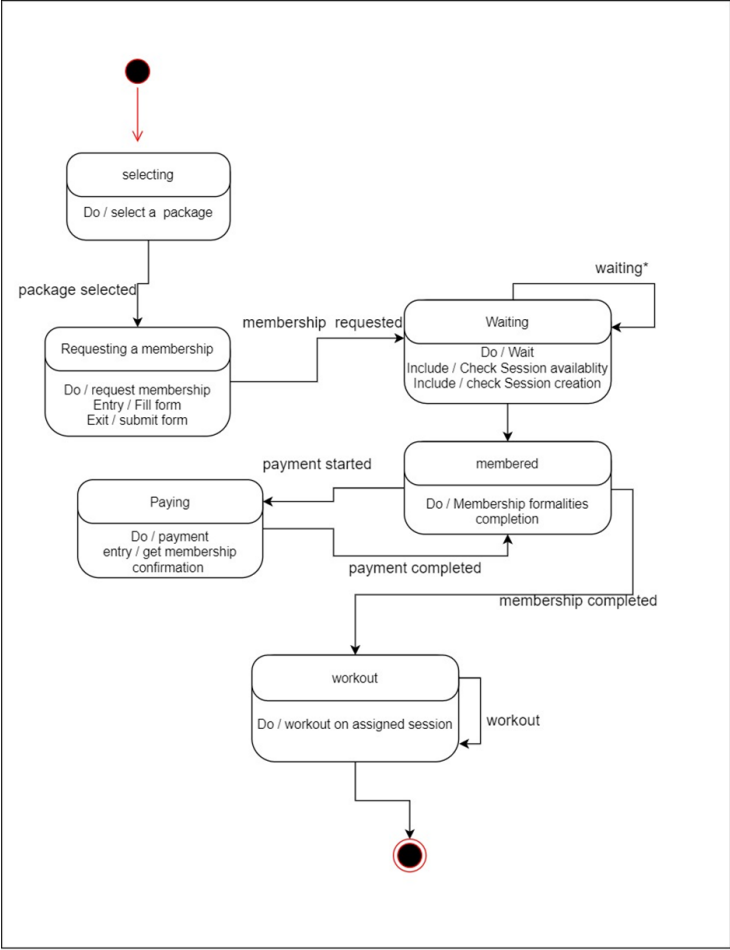 selecting
Do / select a package
package selected
waiting*
membership requested
Waiting
Requesting a membership
Do / Wait
Include / Check Session availablity
Include / check Session creation
Do / request membership
Entry / Fill form
Exit / submit form
payment started
membered
Paying
Do / Membership formalities
completion
Do / payment
entry / get membership
confirmation
payment completed
membership completed
workout
Do / workout on assigned session
workout